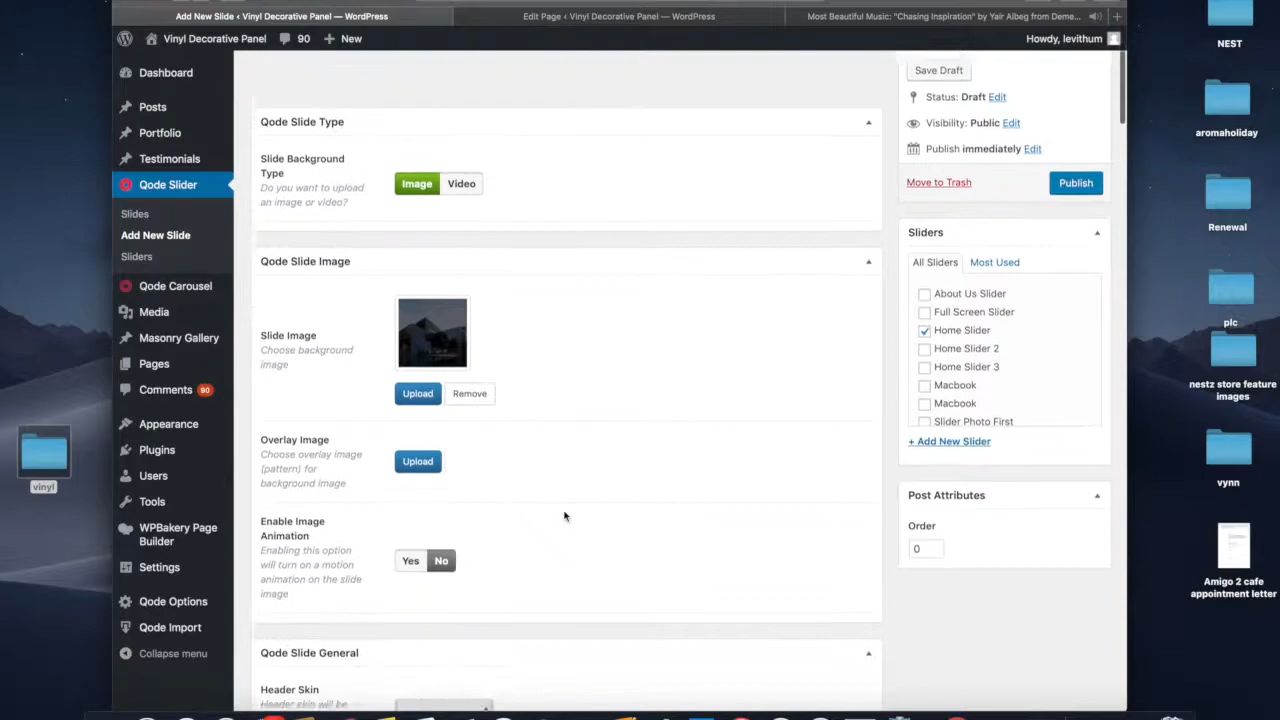 Add New Slide ‹ Vinyl Decorative Panel — WordPress
Edit Page ‹ Vinyl Decorative Panel — WordPress
Most Beautiful Music: "Chasing Inspiration" by Yair Albeg from Deme...
Vinyl Decorative Panel
90
New
Howdy, levithum
Dashboard
Posts
Portfolio
Testimonials
Qode Slider
Slides
Add New Slide
Sliders
Qode Carousel
Media
Masonry Gallery
Pages
Comments 90
Appearance
Plugins
Users
Tools
WPBakery Page
Builder
Settings
Qode Options
Qode Import
Collapse menu
Qode Slide Type
Slide Background
Type
Do you want to upload
an image or video?
Image
Video
Qode Slide Image
Slide Image
Choose background
image
Upload
Remove
Overlay Image
Choose overlay image
(pattern) for
background image
Upload
Enable Image
Animation
Enabling this option
will turn on a motion
animation on the slide
image
Yes
No
Qode Slide General
Header Skin
Header skin will be
Save Draft
Status: Draft Edit
Visibility: Public Edit
Publish immediately Edit
Move to Trash
Publish
Sliders
All Sliders
Most Used
About Us Slider
Full Screen Slider
Home Slider
Home Slider 2
Home Slider 3
Macbook
Macbook
Slider Photo First
+ Add New Slider
Post Attributes
Order
0
vinyl
NEST
aromaholiday
Renewal
plc
nestz store feature
images
vynn
Amigo 2 cafe
appointment letter